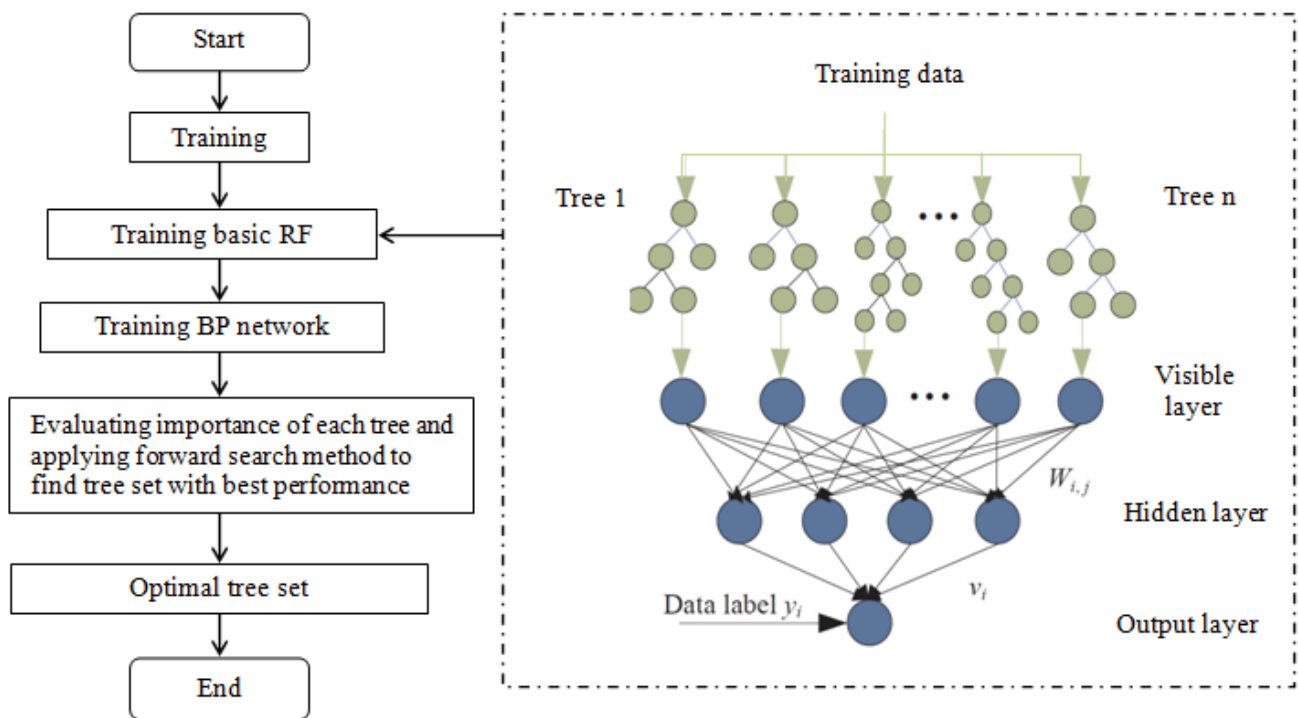 Start
Training
Training basic RF
Training BP network
Evaluating importance of each tree and
applying forward search method to
find tree set with best performance
Optimal tree set
End
Training data
Tree 1
...
Tree n
...
Visible
layer
W_{i,j}
Hidden layer
v_i
Data label y_i
Output layer